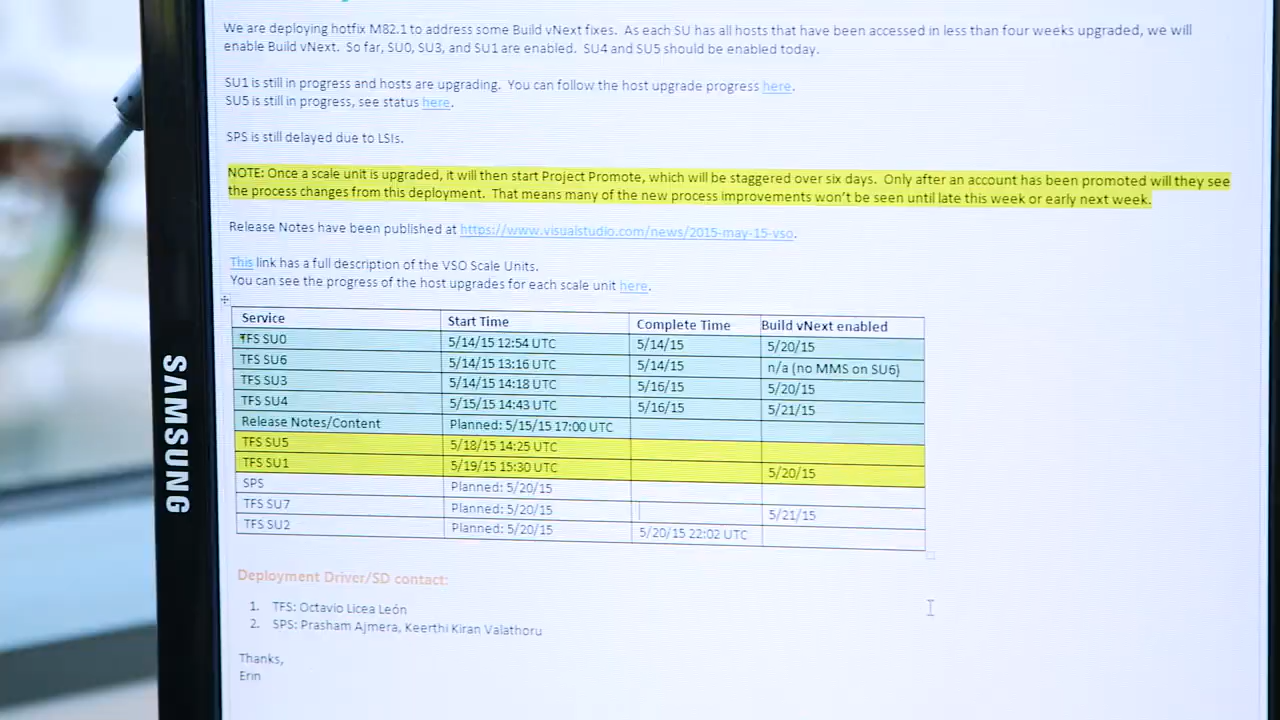 We are deploying hotfix M82.1 to address some Build vNext fixes. As each SU has all hosts that have been accessed in less than four weeks upgraded, we will
enable Build vNext. So far, SU0, SU3, and SU1 are enabled. SU4 and SU5 should be enabled today.
SU1 is still in progress and hosts are upgrading. You can follow the host upgrade progress here.
SU5 is still in progress, see status here.
SPS is still delayed due to LSIs.
NOTE: Once a scale unit is upgraded, it will then start Project Promote, which will be staggered over six days. Only after an account has been promoted will they see
the process changes from this deployment. That means many of the new process improvements won't be seen until late this week or early next week.
Release Notes have been published at https://www.visualstudio.com/news/2015-may-15-vso.
This link has a full description of the VSO Scale Units.
You can see the progress of the host upgrades for each scale unit here.
Service Start Time Complete Time Build vNext enabled
TFS SU0 5/14/15 12:54 UTC 5/14/15 5/20/15
TFS SU6 5/14/15 13:16 UTC 5/14/15 n/a (no MMS on SU6)
TFS SU3 5/14/15 14:18 UTC 5/16/15 5/20/15
TFS SU4 5/15/15 14:43 UTC 5/16/15 5/21/15
Release Notes/Content Planned: 5/15/15 17:00 UTC
TFS SU5 5/18/15 14:25 UTC
TFS SU1 5/19/15 15:30 UTC 5/20/15
SPS Planned: 5/20/15
TFS SU7 Planned: 5/20/15 5/21/15
TFS SU2 Planned: 5/20/15 5/20/15 22:02 UTC
Deployment Driver/SD contact:
1. TFS: Octavio Licea León
2. SPS: Prasham Ajmera, Keerthi Kiran Valathoru
Thanks,
Erin
SAMSUNG